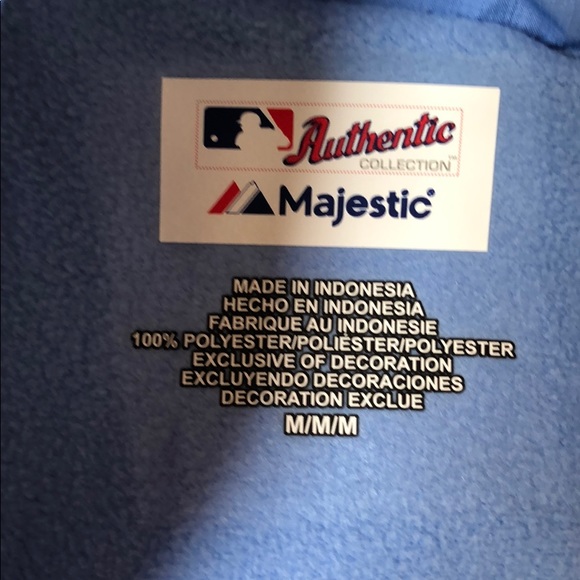 Authentic
COLLECTION™
Majestic®
MADE IN INDONESIA
HECHO EN INDONESIA
FABRIQUE AU INDONESIE
100% POLYESTER/POLIÉSTER/POLYESTER
EXCLUSIVE OF DECORATION
EXCLUYENDO DECORACIONES
DECORATION EXCLUE
M/M/M